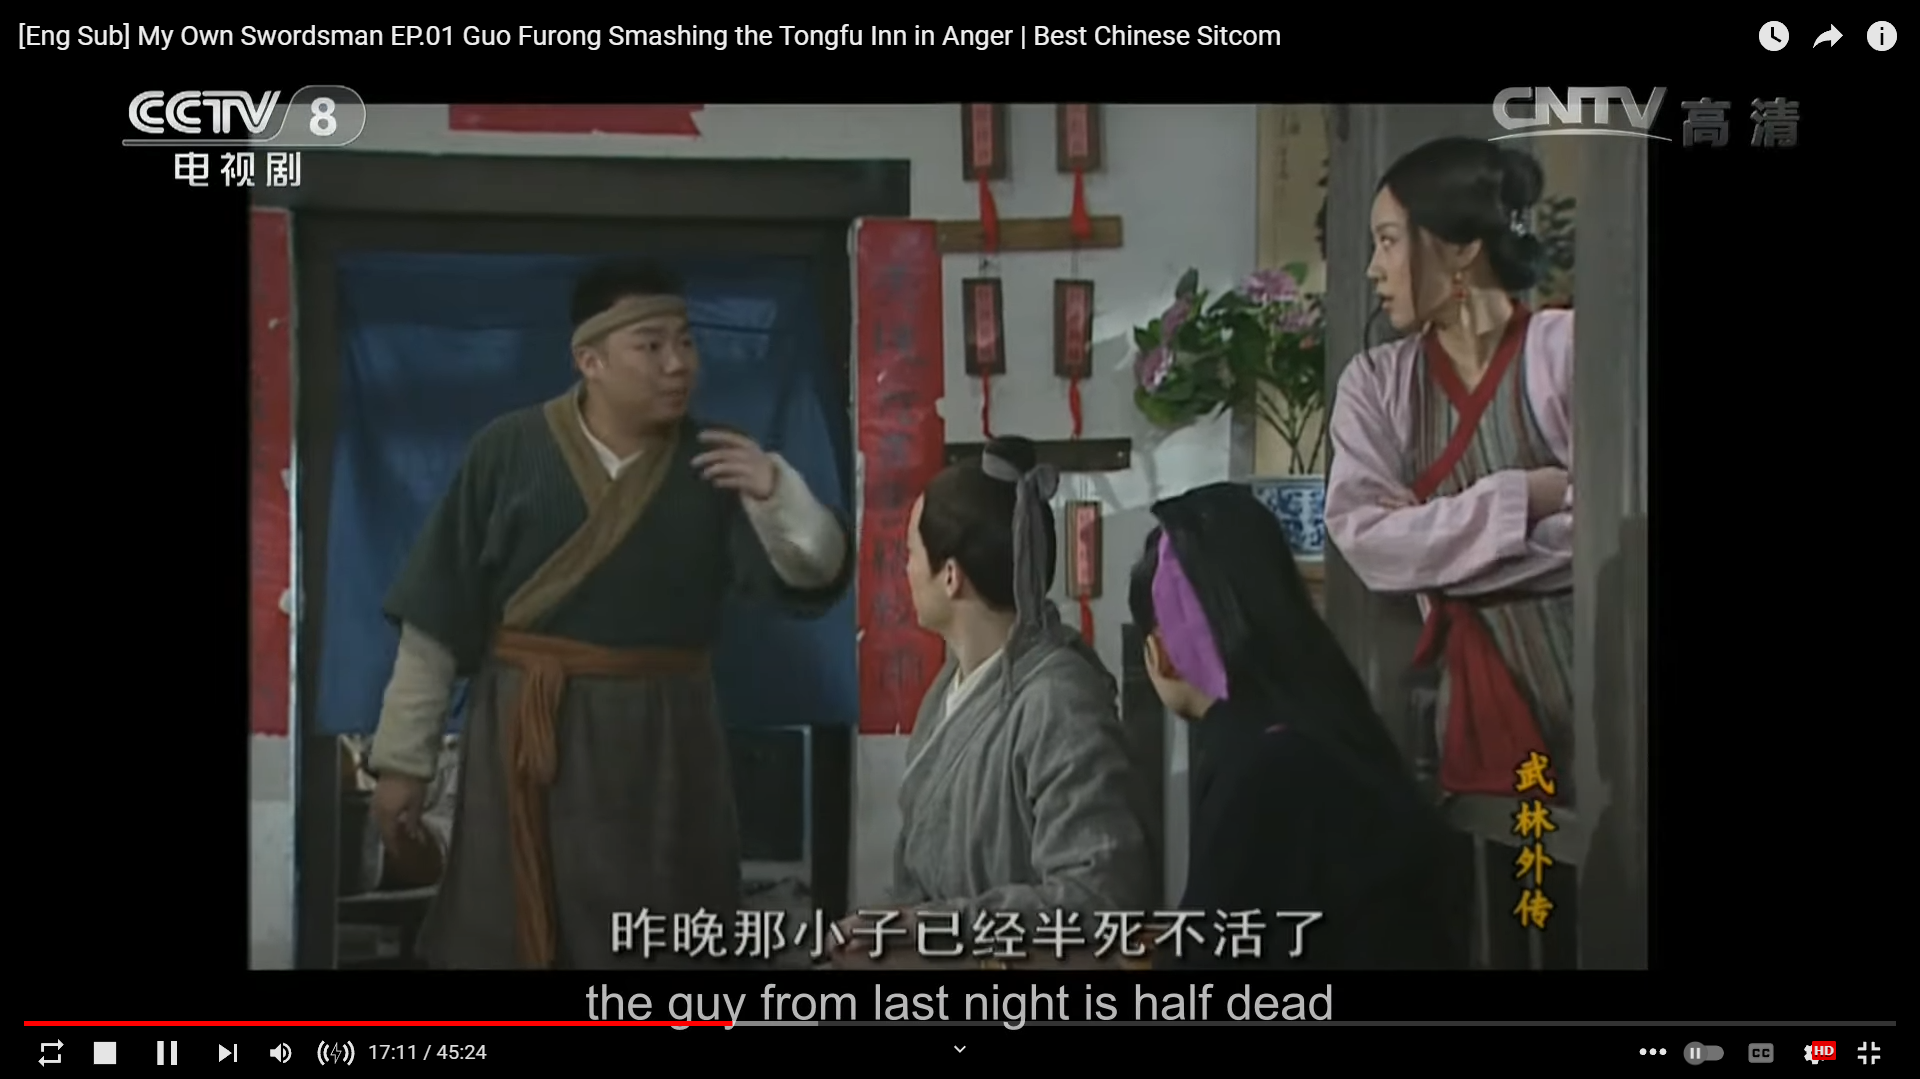 [Eng Sub] My Own Swordsman EP.01 Guo Furong Smashing the Tongfu Inn in Anger | Best Chinese Sitcom
CCTV 8
电视剧
CNTV 高清
武林外传
昨晚那小子已经半死不活了
the guy from last night is half dead
17:11 / 45:24
CC
HD